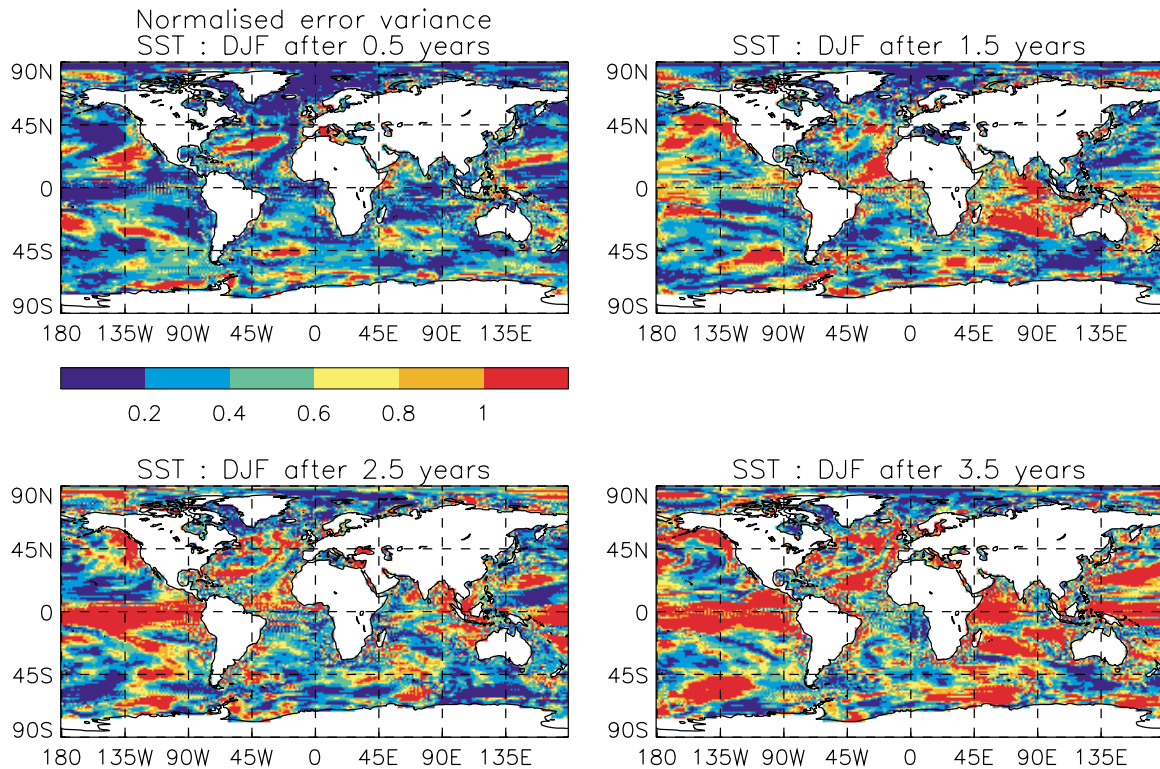 Normalised error variance
SST : DJF after 0.5 years
90N
45N
0
45S
90S
180 135W 90W 45W 0 45E 90E 135E
SST : DJF after 1.5 years
90N
45N
0
45S
90S
180 135W 90W 45W 0 45E 90E 135E
0.2 0.4 0.6 0.8 1
SST : DJF after 2.5 years
90N
45N
0
45S
90S
180 135W 90W 45W 0 45E 90E 135E
SST : DJF after 3.5 years
90N
45N
0
45S
90S
180 135W 90W 45W 0 45E 90E 135E